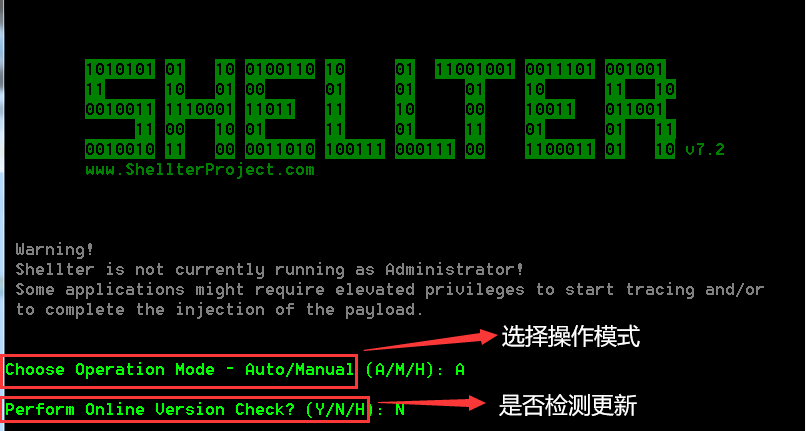 1010101 01 10 0100110 10 01 11001001 0011101 001001
11 10 01 00 01 01 01 10 11 10
0010011 1110001 11011 11 10 00 10011 011001
11 00 10 01 11 01 11 01 01 11
0010010 11 00 0011010 100111 000111 00 1100011 01 10 v7.2
www.ShellterProject.com
Warning!
Shellter is not currently running as Administrator!
Some applications might require elevated privileges to start tracing and/or
to complete the injection of the payload.
选择操作模式
Choose Operation Mode - Auto/Manual (A/M/H): A
Perform Online Version Check? (Y/N/H): N
是否检测更新